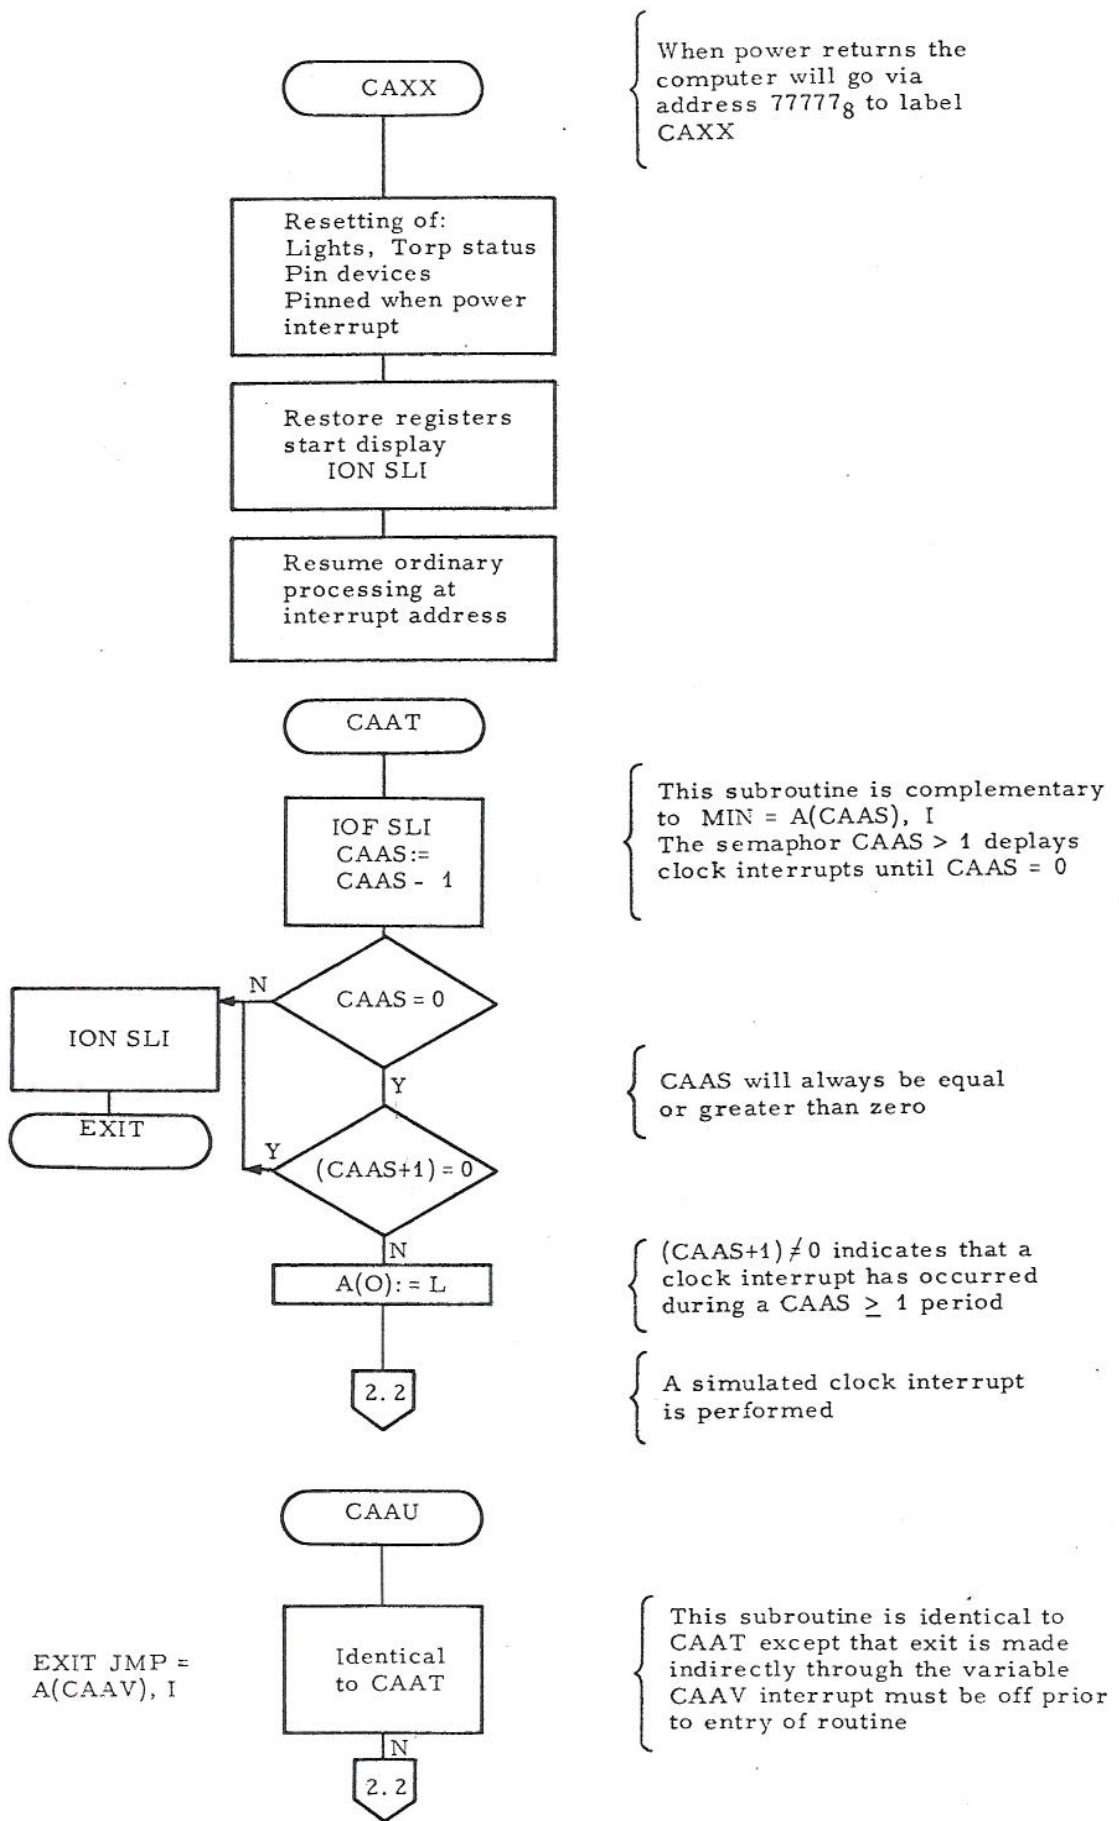 CAXX
When power returns the
computer will go via
address 77777₈ to label
CAXX
Resetting of:
Lights, Torp status
Pin devices
Pinned when power
interrupt
Restore registers
start display
ION SLI
Resume ordinary
processing at
interrupt address
CAAT
IOF SLI
CAAS:=
CAAS - 1
This subroutine is complementary
to MIN = A(CAAS), I
The semaphor CAAS > 1 deplays
clock interrupts until CAAS = 0
CAAS = 0
N
ION SLI
EXIT
Y
CAAS will always be equal
or greater than zero
(CAAS+1) = 0
Y
N
A(O): = L
(CAAS+1) ≠ 0 indicates that a
clock interrupt has occurred
during a CAAS ≥ 1 period
2.2
A simulated clock interrupt
is performed
CAAU
Identical
to CAAT
EXIT JMP =
A(CAAV), I
This subroutine is identical to
CAAT except that exit is made
indirectly through the variable
CAAV interrupt must be off prior
to entry of routine
N
2.2